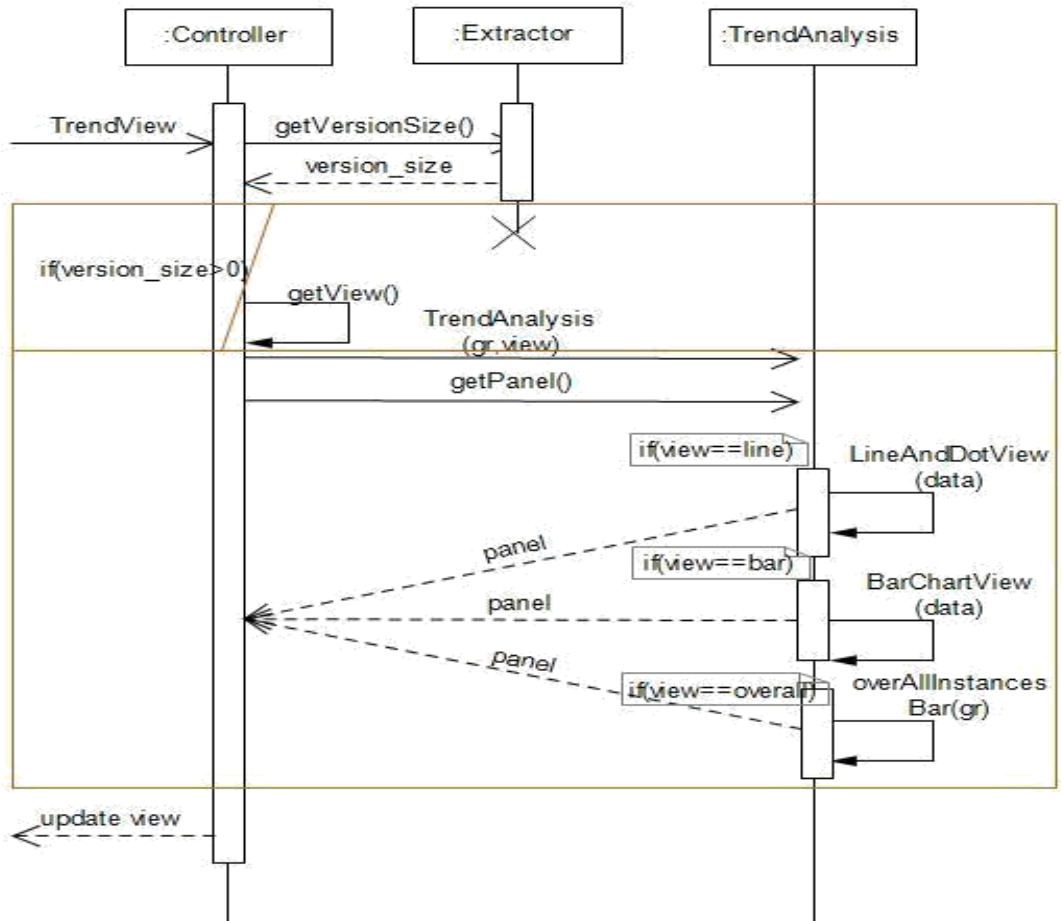 :Controller
:Extractor
:TrendAnalysis
TrendView
getVersionSize()
version_size
if(version_size>0)
getView()
TrendAnalysis
(gr,view)
getPanel()
if(view==line)
LineAndDotView
(data)
panel
if(view==bar)
BarChartView
(data)
panel
panel
if(view==overall)
overAllInstances
Bar(gr)
update view